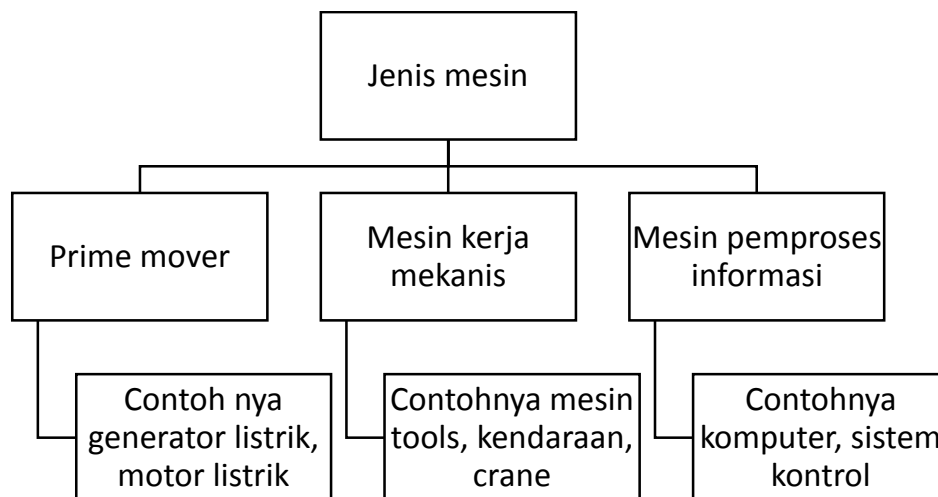 Jenis mesin
Prime mover
Mesin kerja
mekanis
Mesin pemproses
informasi
Contoh nya
generator listrik,
motor listrik
Contohnya mesin
tools, kendaraan,
crane
Contohnya
komputer, sistem
kontrol